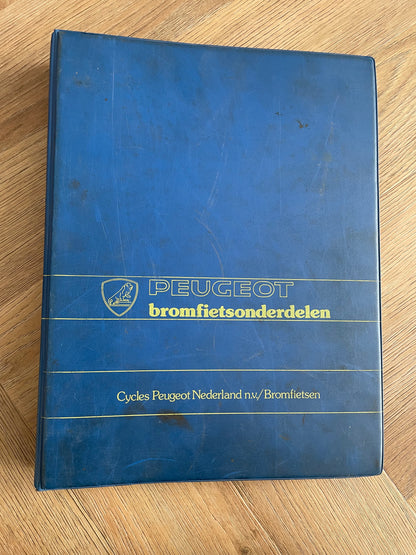 PEUGEOT
bromfietsonderdelen
Cycles Peugeot Nederland n.v./Bromfietsen